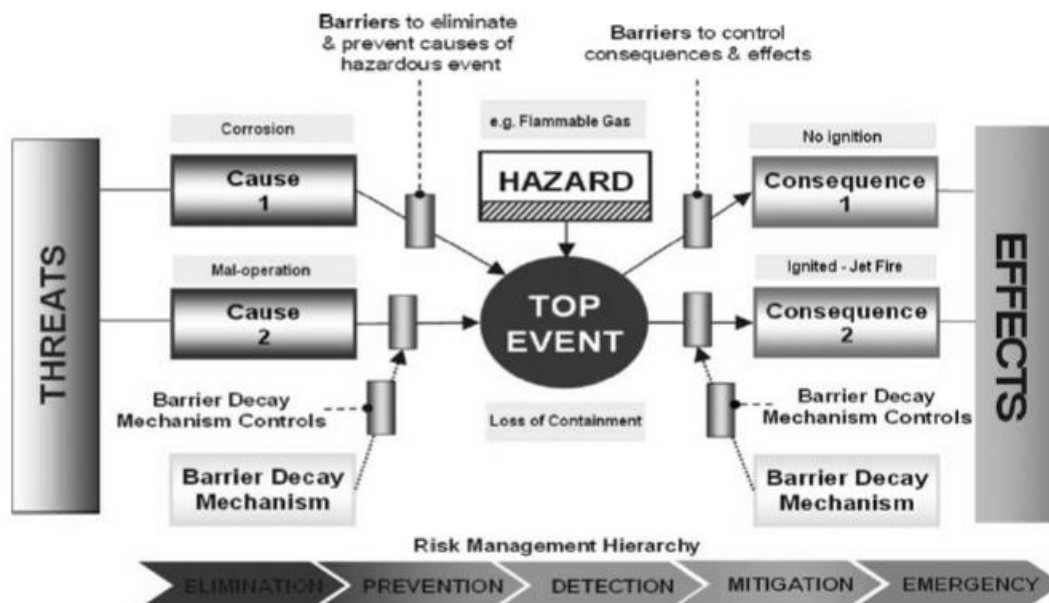 Barriers to eliminate
& prevent causes of
hazardous event
Barriers to control
consequences & effects
THREATS
Corrosion
Cause
1
e.g. Flammable Gas
HAZARD
No Ignition
Consequence
1
EFFECTS
Mal-operation
Cause
2
TOP
EVENT
Ignited - Jet Fire
Consequence
2
Barrier Decay
Mechanism Controls
Loss of Containment
Barrier Decay
Mechanism Controls
Barrier Decay
Mechanism
Barrier Decay
Mechanism
Risk Management Hierarchy
ELIMINATION
PREVENTION
DETECTION
MITIGATION
EMERGENCY